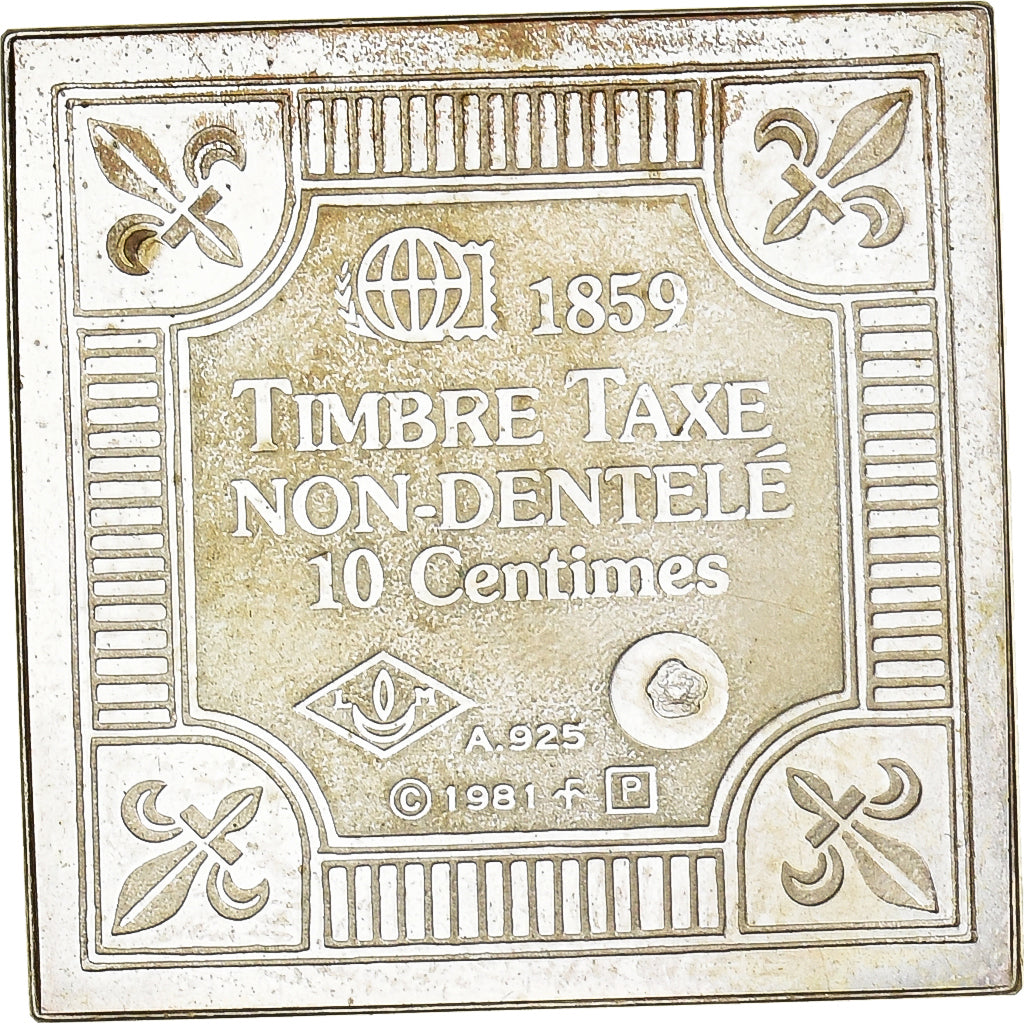 1859
TIMBRE TAXE
NON-DENTELÉ
10 Centimes
L M
A.925
© 1981 f P